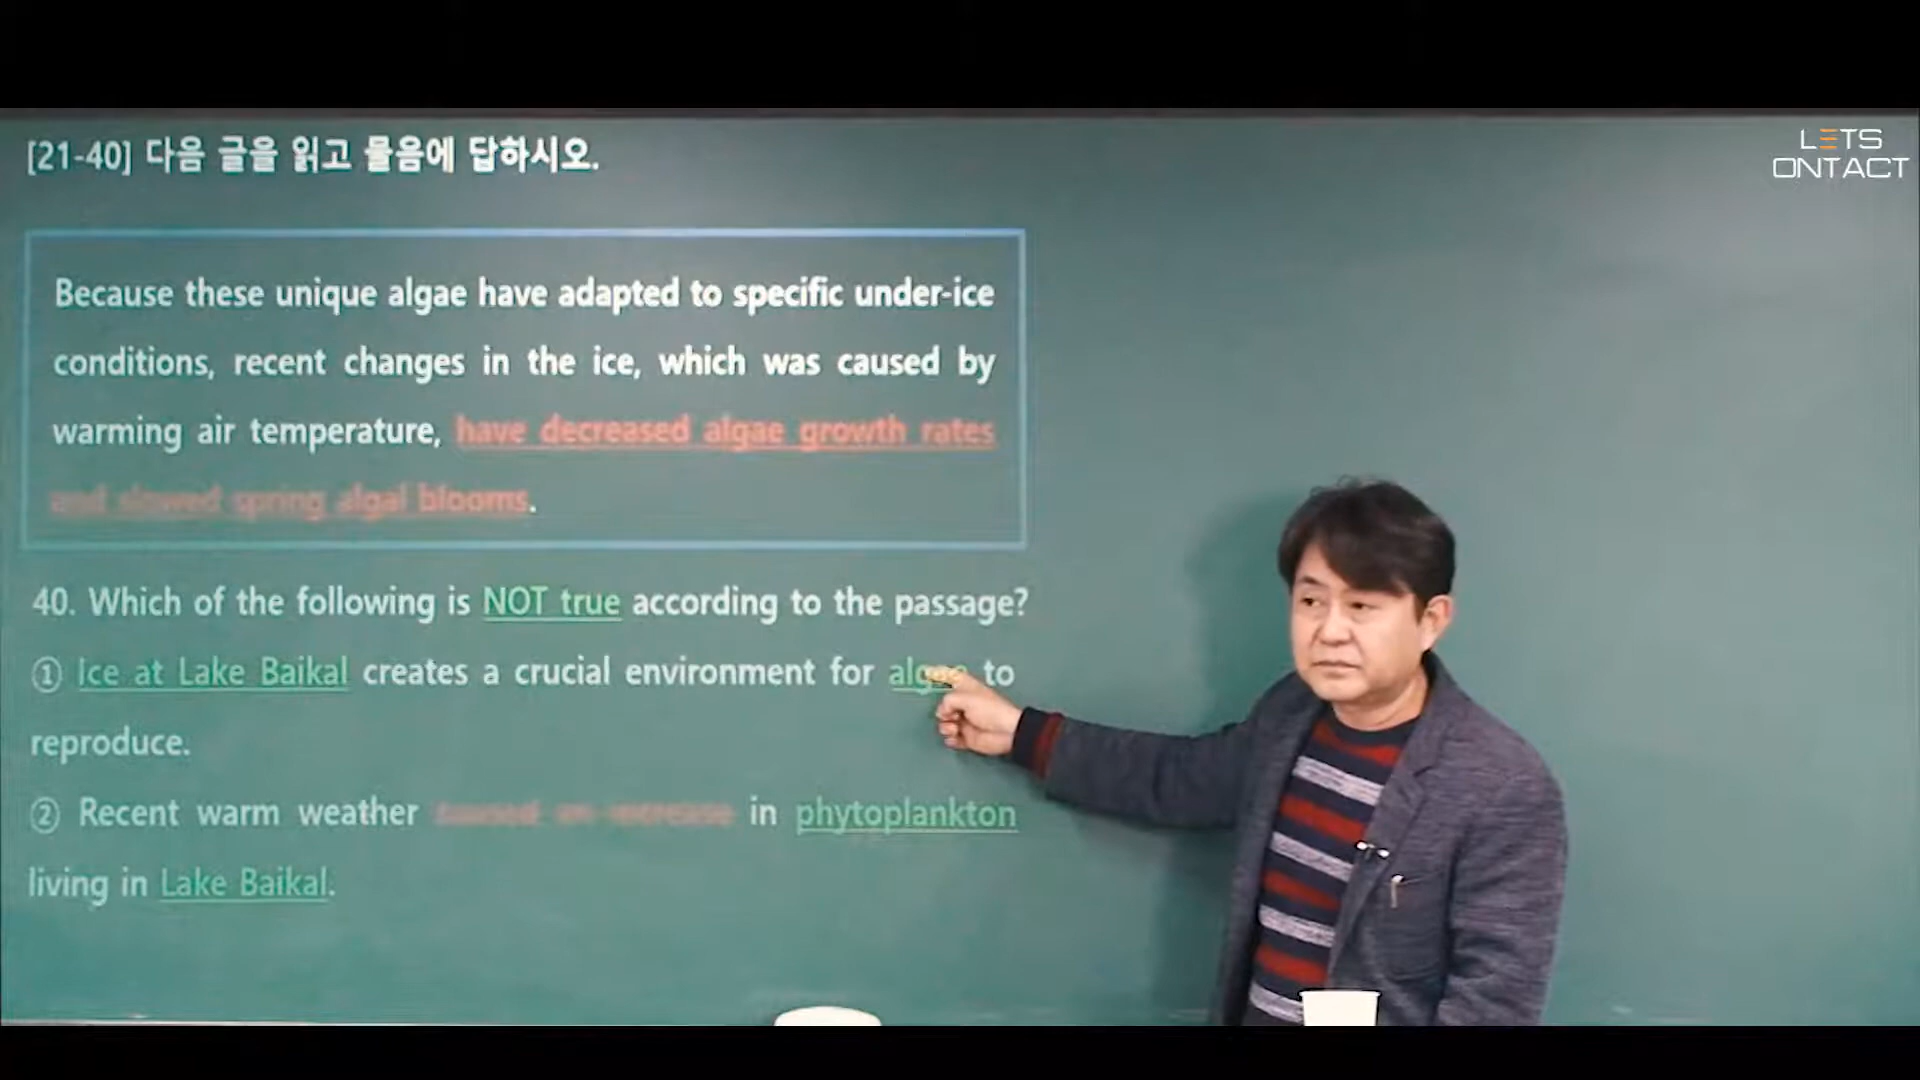 [21-40] 다음 글을 읽고 물음에 답하시오.
LETS
ONTACT
Because these unique algae have adapted to specific under-ice
conditions, recent changes in the ice, which was caused by
warming air temperature, have decreased algae growth rates
and slowed spring algal blooms.
40. Which of the following is NOT true according to the passage?
① Ice at Lake Baikal creates a crucial environment for algae to
reproduce.
② Recent warm weather caused an increase in phytoplankton
living in Lake Baikal.